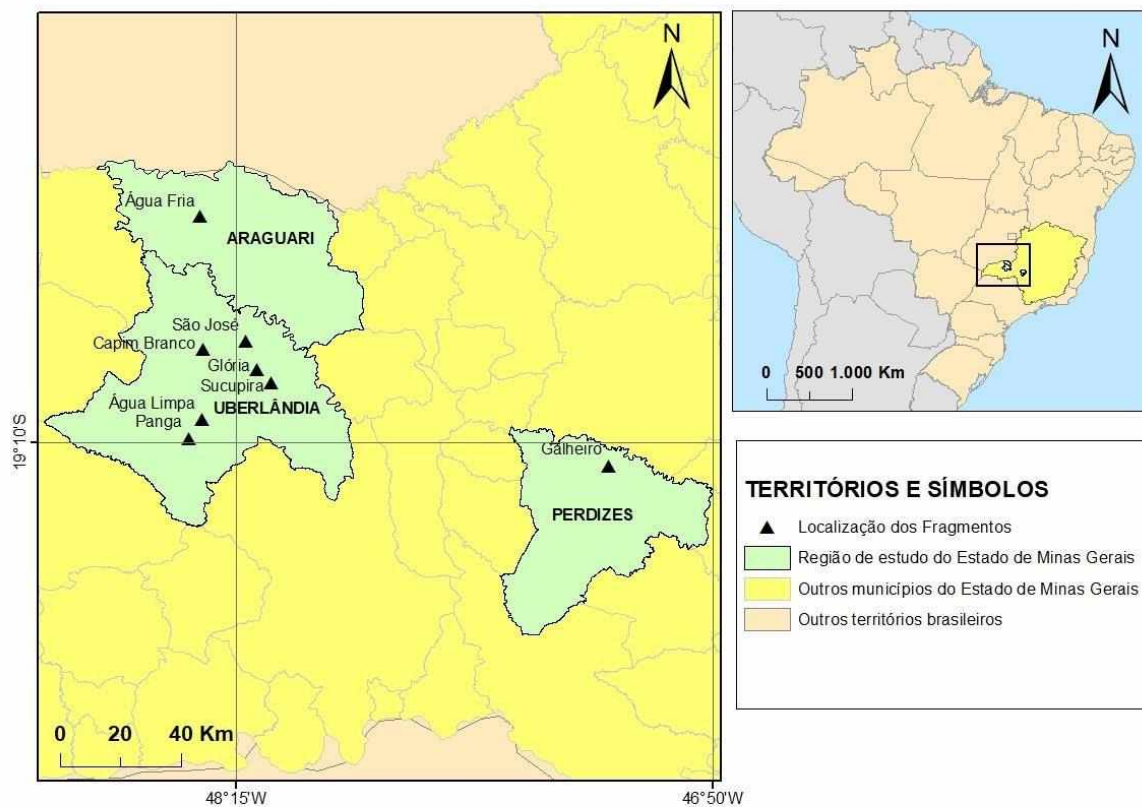 N
Água Fria
ARAGUARI
São José
Capim Branco
Glória
Sucupira
UBERLÂNDIA
Água Limpa
Panga
19°10'S
Galheiro
PERDIZES
0 20 40 Km
48°15'W
46°50'W
N
0 500 1.000 Km
TERRITÓRIOS E SÍMBOLOS
Localização dos Fragmentos
Região de estudo do Estado de Minas Gerais
Outros municípios do Estado de Minas Gerais
Outros territórios brasileiros